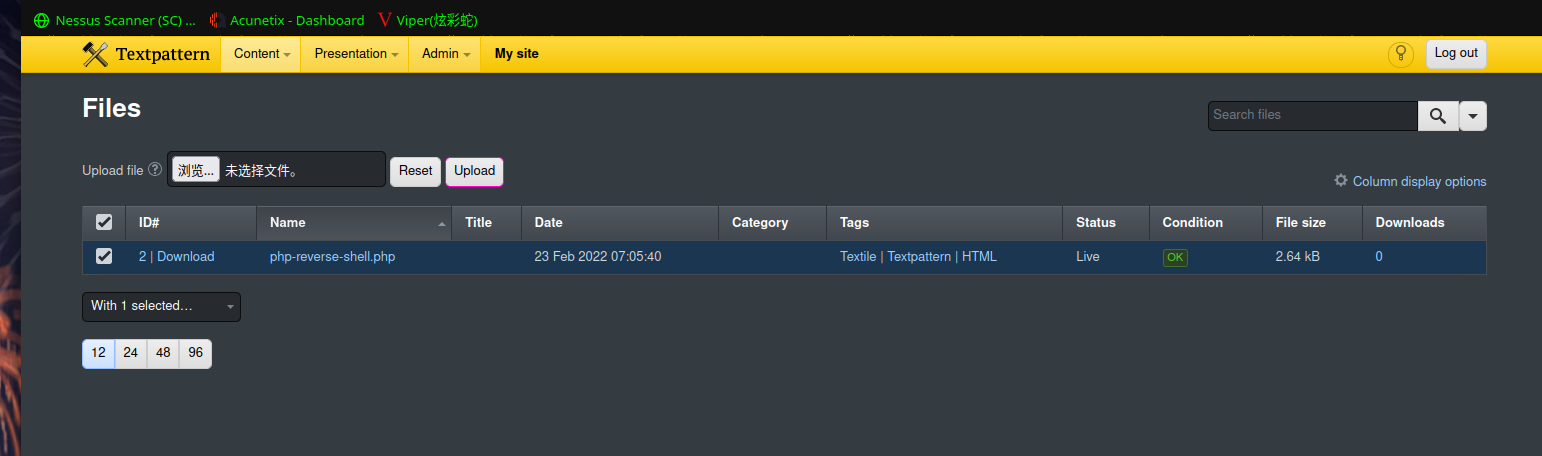 Nessus Scanner (SC) ... Acunetix - Dashboard Viper(炫彩蛇)
Textpattern Content Presentation Admin My site Log out
Files
Search files
Upload file 浏览... 未选择文件。 Reset Upload
Column display options
ID# Name Title Date Category Tags Status Condition File size Downloads
2 | Download php-reverse-shell.php 23 Feb 2022 07:05:40 Textile | Textpattern | HTML Live OK 2.64 kB 0
With 1 selected...
12 24 48 96